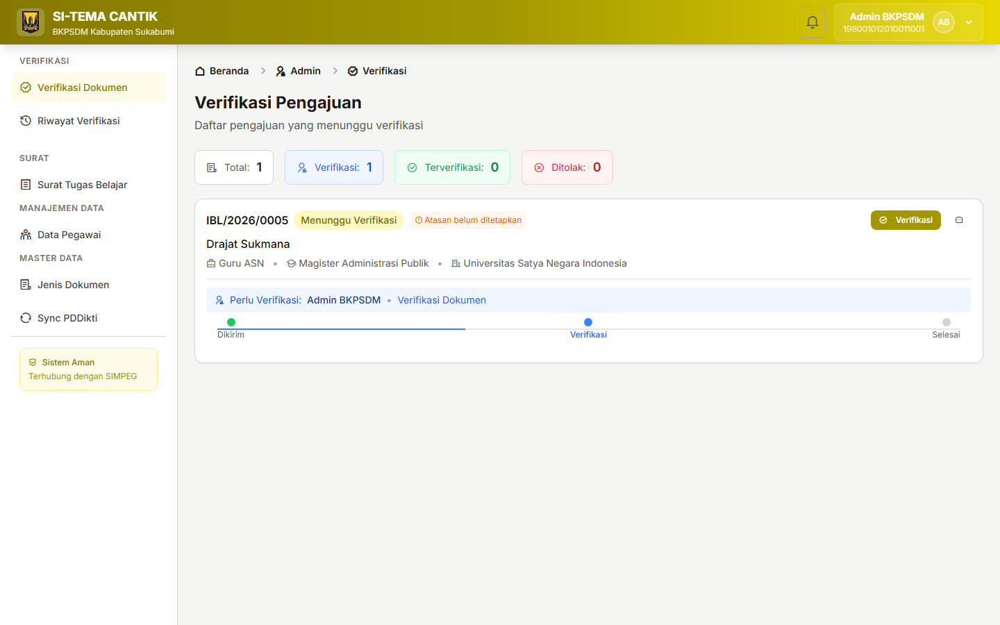 SI-TEMA CANTIK
BKPSDM Kabupaten Sukabumi
Admin BKPSDM
198001012010011001
AB
VERIFIKASI
Verifikasi Dokumen
Riwayat Verifikasi
SURAT
Surat Tugas Belajar
MANAJEMEN DATA
Data Pegawai
MASTER DATA
Jenis Dokumen
Sync PDDikti
Sistem Aman
Terhubung dengan SIMPEG
Beranda
Admin
Verifikasi
Verifikasi Pengajuan
Daftar pengajuan yang menunggu verifikasi
Total: 1
Verifikasi: 1
Terverifikasi: 0
Ditolak: 0
IBL/2026/0005 Menunggu Verifikasi Atasan belum ditetapkan
Verifikasi
Drajat Sukmana
Guru ASN • Magister Administrasi Publik • Universitas Satya Negara Indonesia
Perlu Verifikasi: Admin BKPSDM • Verifikasi Dokumen
Dikirim
Verifikasi
Selesai